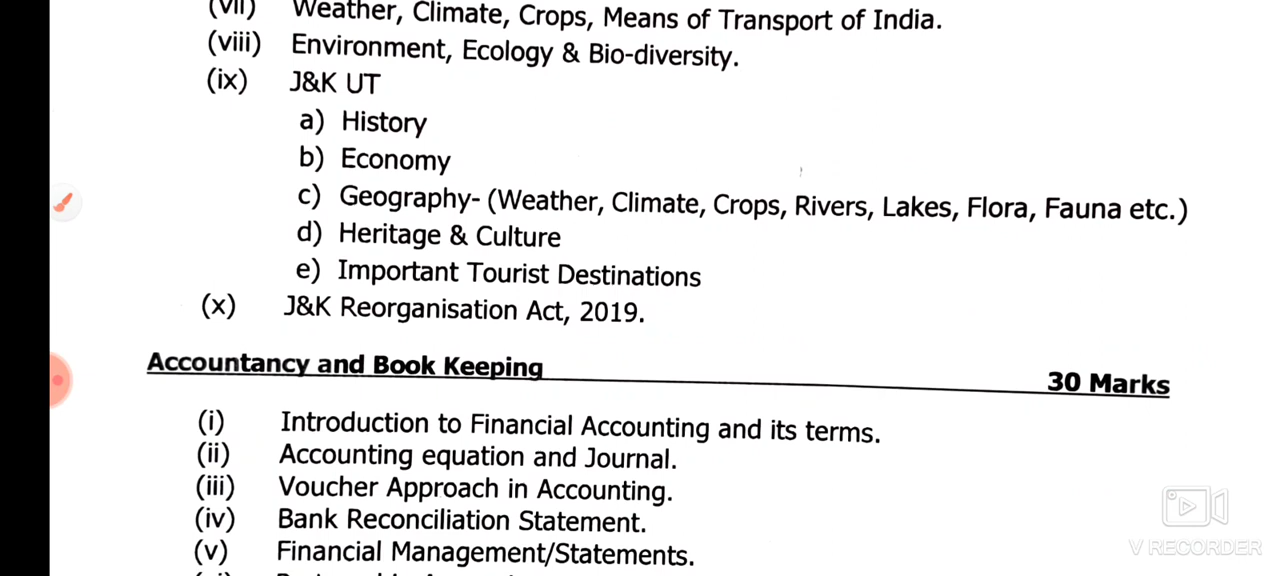 (vii) Weather, Climate, Crops, Means of Transport of India.
(viii) Environment, Ecology & Bio-diversity.
(ix) J&K UT
a) History
b) Economy
c) Geography- (Weather, Climate, Crops, Rivers, Lakes, Flora, Fauna etc.)
d) Heritage & Culture
e) Important Tourist Destinations
(x) J&K Reorganisation Act, 2019.
Accountancy and Book Keeping 30 Marks
(i) Introduction to Financial Accounting and its terms.
(ii) Accounting equation and Journal.
(iii) Voucher Approach in Accounting.
(iv) Bank Reconciliation Statement.
(v) Financial Management/Statements.
V RECORDER